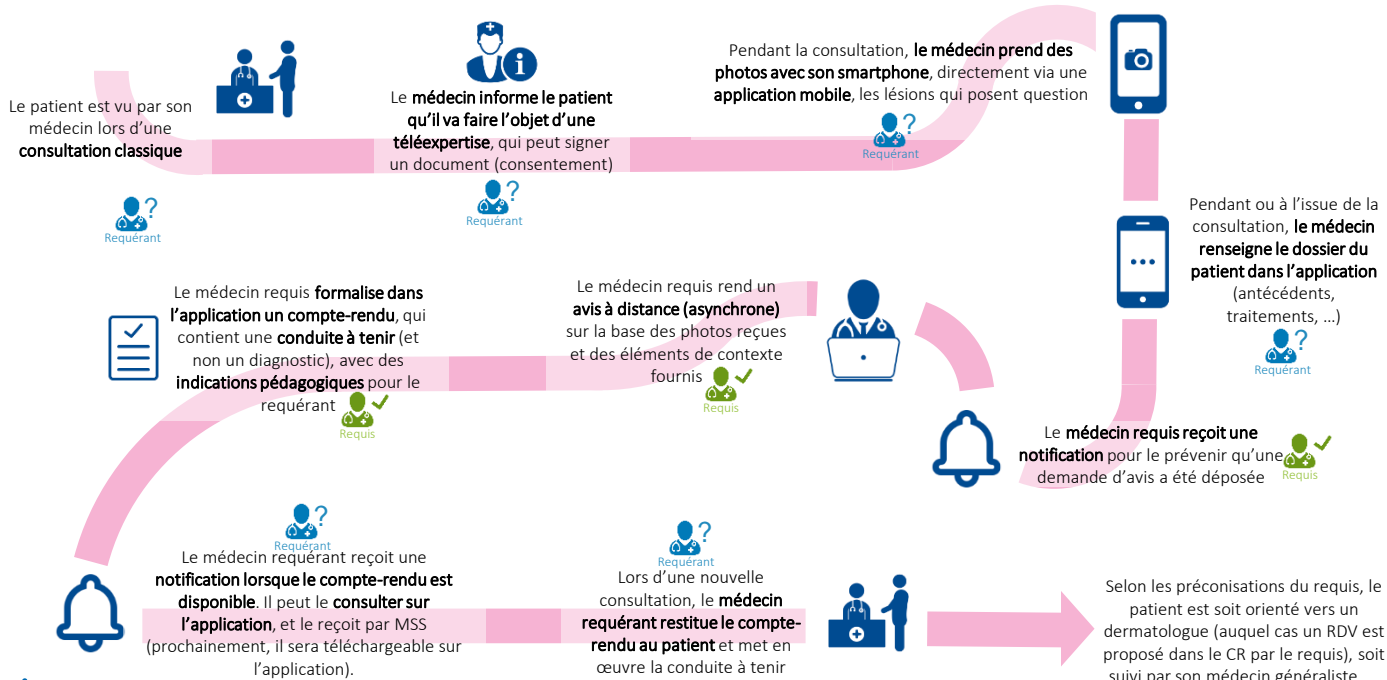 Le patient est vu par son
médecin lors d'une
consultation classique
Requérant
Le médecin informe le patient
qu'il va faire l'objet d'une
téléexpertise, qui peut signer
un document (consentement)
Requérant
Pendant la consultation, le médecin prend des
photos avec son smartphone, directement via une
application mobile, les lésions qui posent question
?
Requérant
Pendant ou à l'issue de la
consultation, le médecin
renseigne le dossier du
patient dans l'application
(antécédents,
traitements, …)
?
Requérant
Le médecin requis reçoit une
notification pour le prévenir qu'une
demande d'avis a été déposée
Requis
Le médecin requis rend un
avis à distance (asynchrone)
sur la base des photos reçues
et des éléments de contexte
fournis
Requis
Le médecin requis formalise dans
l'application un compte-rendu, qui
contient une conduite à tenir (et
non un diagnostic), avec des
indications pédagogiques pour le
requérant
Requis
?
Requérant
Le médecin requérant reçoit une
notification lorsque le compte-rendu est
disponible. Il peut le consulter sur
l'application, et le reçoit par MSS
(prochainement, il sera téléchargeable sur
l'application).
?
Requérant
Lors d'une nouvelle
consultation, le médecin
requérant restitue le compte-
rendu au patient et met en
œuvre la conduite à tenir
Selon les préconisations du requis, le
patient est soit orienté vers un
dermatologue (auquel cas un RDV est
proposé dans le CR par le requis), soit
suivi par son médecin généraliste